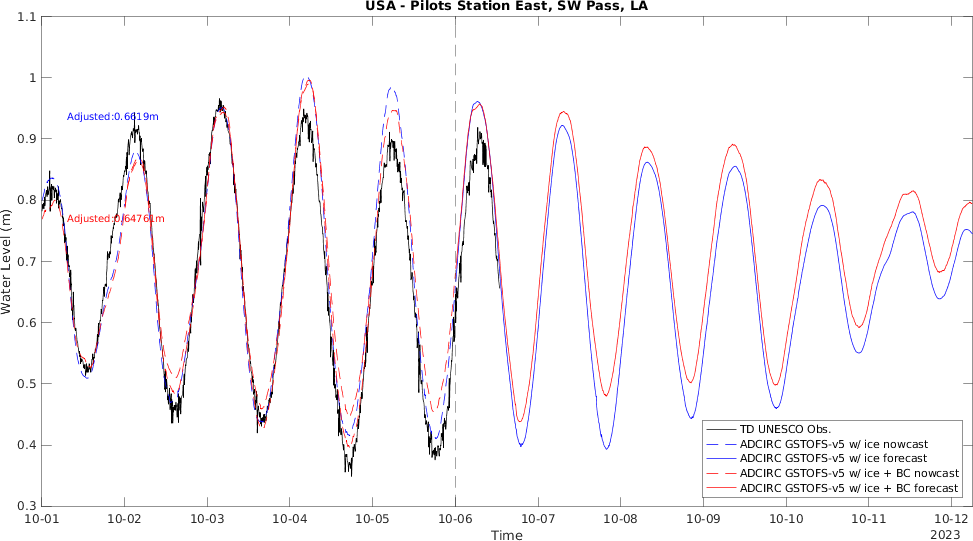 USA - Pilots Station East, SW Pass, LA
1.1
1
0.9
0.8
0.7
0.6
0.5
0.4
0.3
Water Level (m)
Adjusted:0.6619m
Adjusted:0.64761m
TD UNESCO Obs.
ADCIRC GSTOFS-v5 w/ ice nowcast
ADCIRC GSTOFS-v5 w/ ice forecast
ADCIRC GSTOFS-v5 w/ ice + BC nowcast
ADCIRC GSTOFS-v5 w/ ice + BC forecast
10-01 10-02 10-03 10-04 10-05 10-06 10-07 10-08 10-09 10-10 10-11 10-12
2023
Time